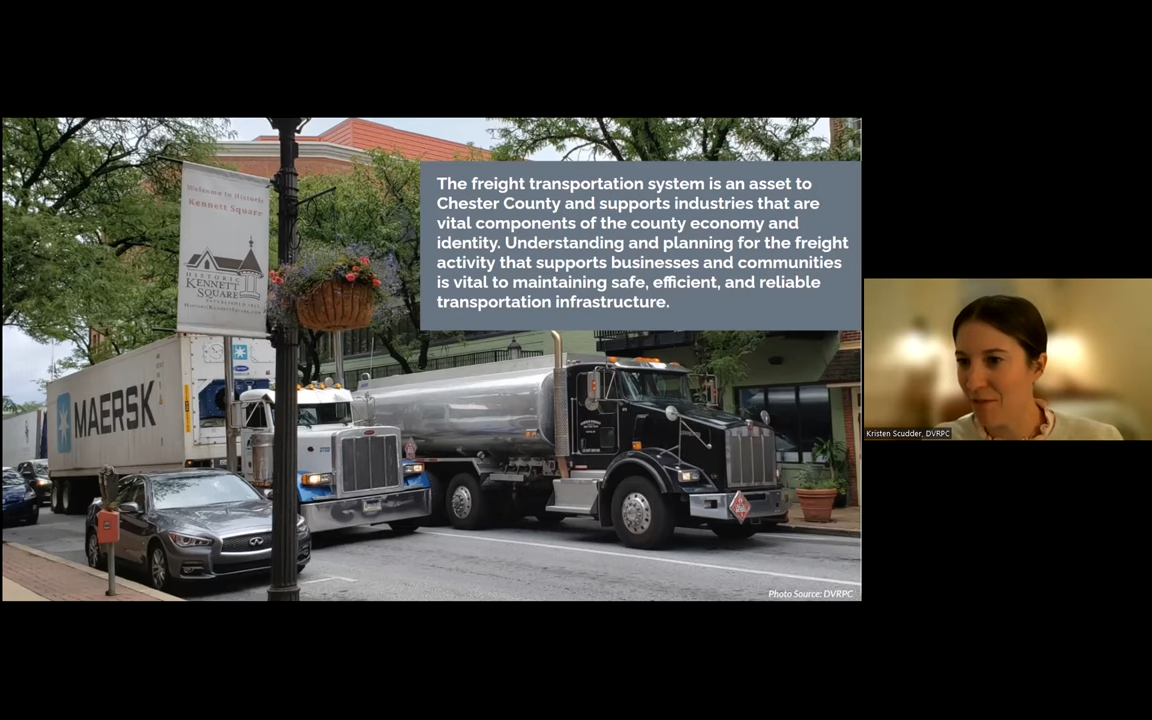 The freight transportation system is an asset to
Chester County and supports industries that are
vital components of the county economy and
identity. Understanding and planning for the freight
activity that supports businesses and communities
is vital to maintaining safe, efficient, and reliable
transportation infrastructure.
Welcome to Historic
Kennett Square
HISTORIC
KENNETT
SQUARE
MAERSK
Photo Source: DVRPC
Kristen Scudder, DVRPC